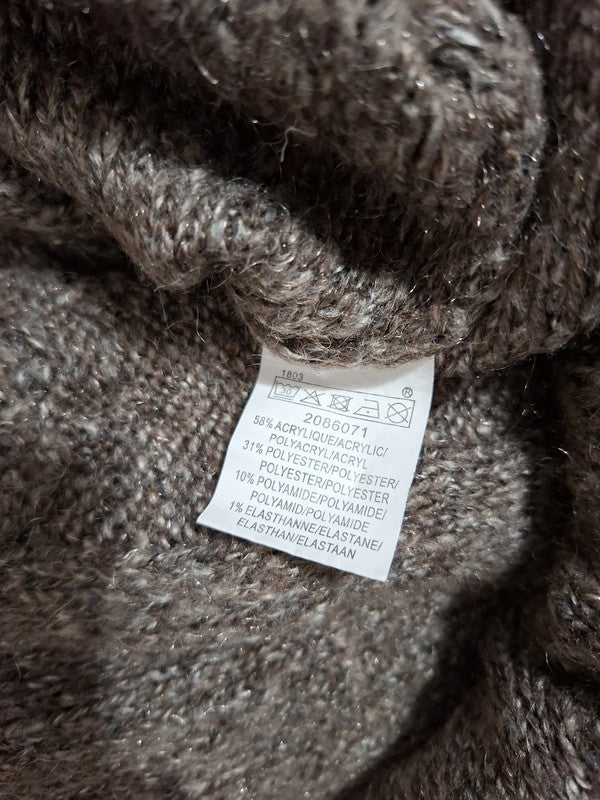 1803
®
30
2086071
58% ACRYLIQUE/ACRYLIC/
POLYACRYL/ACRYL
31% POLYESTER/POLYESTER/
POLYESTER/POLYESTER
10% POLYAMIDE/POLYAMIDE/
POLYAMID/POLYAMIDE
1% ELASTHANNE/ELASTANE/
ELASTHAN/ELASTAAN